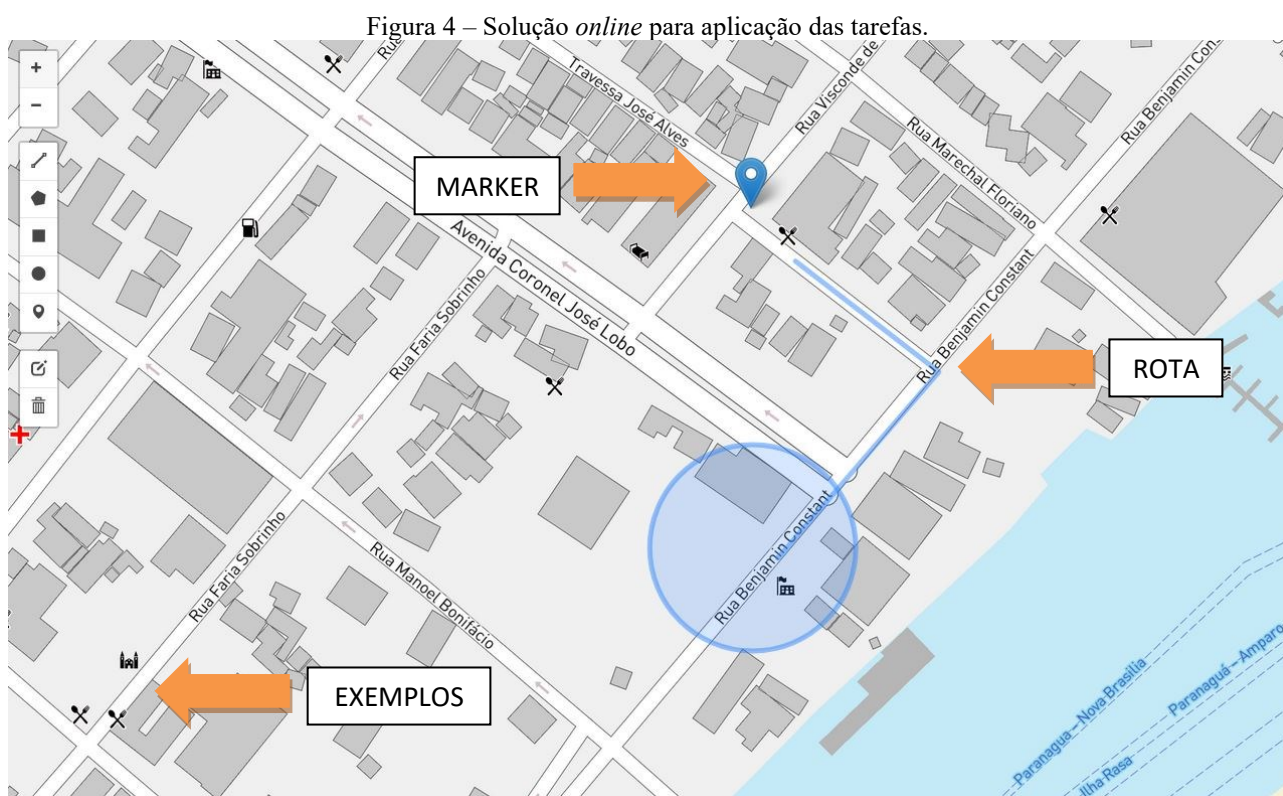 Figura 4 – Solução online para aplicação das tarefas.
+
−
Rua
Travessa José Alves
Rua Visconde de
Rua Benjamin Const
Rua Marechal Floriano
MARKER
Avenida Coronel José Lobo
Rua Faria Sobrinho
Rua Benjamin Constant
ROTA
Rua Benjamin Constant
Rua Faria Sobrinho
Rua Manoel Bonifácio
EXEMPLOS
Paranaguá – Nova Brasília
Paranaguá – Amparo
Ilha Rasa